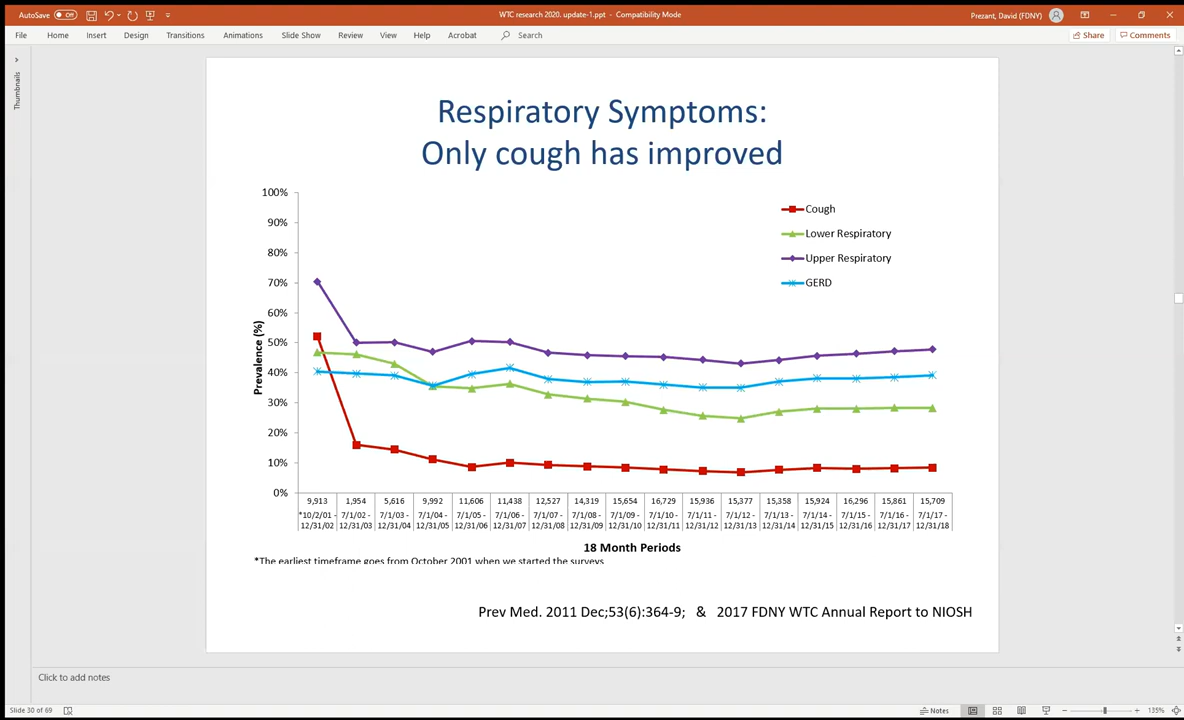 AutoSave Off
WTC research 2020. update-1.ppt - Compatibility Mode
Prezant, David (FDNY)
File Home Insert Design Transitions Animations Slide Show Review View Help Acrobat Search
Share Comments
Thumbnails
Respiratory Symptoms:
Only cough has improved
100%
90%
80%
70%
60%
50%
40%
30%
20%
10%
0%
Prevalence (%)
Cough
Lower Respiratory
Upper Respiratory
GERD
9,913 1,954 5,616 9,992 11,606 11,438 12,527 14,319 15,654 16,729 15,936 15,377 15,358 15,924 16,296 15,861 15,709
*10/2/01 - 7/1/02 - 7/1/03 - 7/1/04 - 7/1/05 - 7/1/06 - 7/1/07 - 7/1/08 - 7/1/09 - 7/1/10- 7/1/11 - 7/1/12 - 7/1/13 - 7/1/14 - 7/1/15 - 7/1/16 - 7/1/17 -
12/31/02 12/31/03 12/31/04 12/31/05 12/31/06 12/31/07 12/31/08 12/31/09 12/31/10 12/31/11 12/31/12 12/31/13 12/31/14 12/31/15 12/31/16 12/31/17 12/31/18
18 Month Periods
*The earliest timeframe goes from October 2001 when we started the surveys
Prev Med. 2011 Dec;53(6):364-9; & 2017 FDNY WTC Annual Report to NIOSH
Click to add notes
Slide 30 of 69
Notes
135%